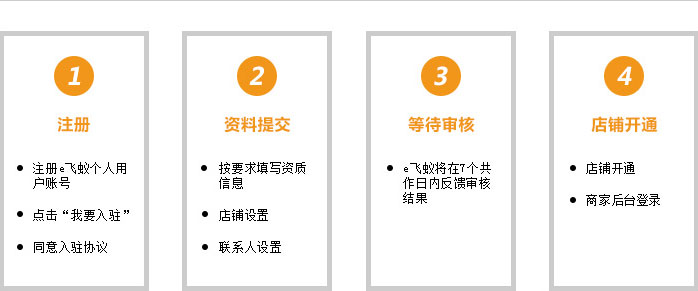 1
注册
注册e飞蚁个人用
户账号
点击“我要入驻”
同意入驻协议
2
资料提交
按要求填写资质
信息
店铺设置
联系人设置
3
等待审核
e飞蚁将在7个共
作日内反馈审核
结果
4
店铺开通
店铺开通
商家后台登录